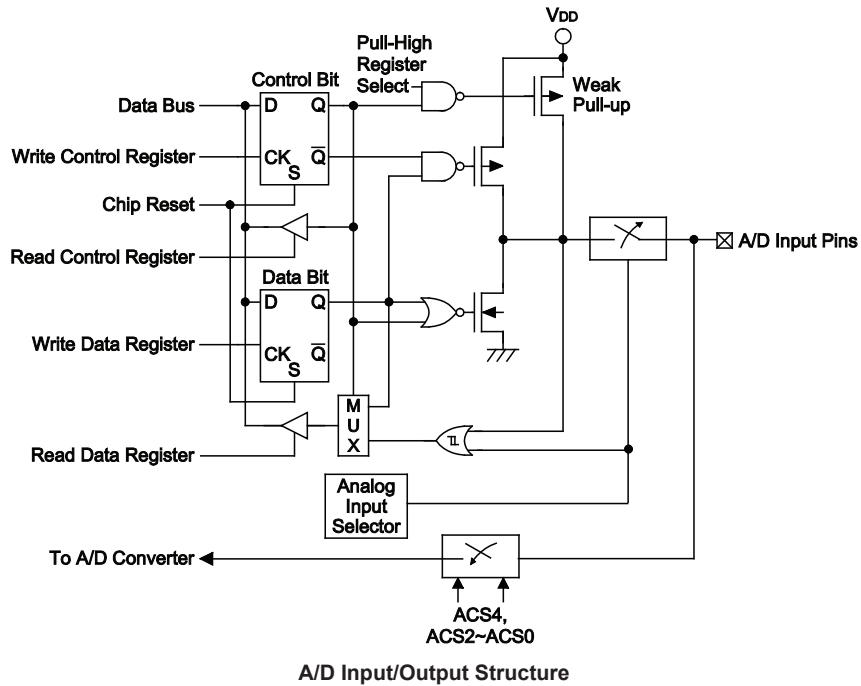 VDD
Pull-High
Register
Select
Control Bit
Weak
Pull-up
Data Bus
D
Q
Write Control Register
CK
Q
S
Chip Reset
A/D Input Pins
Read Control Register
Data Bit
D
Q
Write Data Register
CK
Q
S
M
U
X
Read Data Register
Analog
Input
Selector
To A/D Converter
ACS4,
ACS2~ACS0
A/D Input/Output Structure